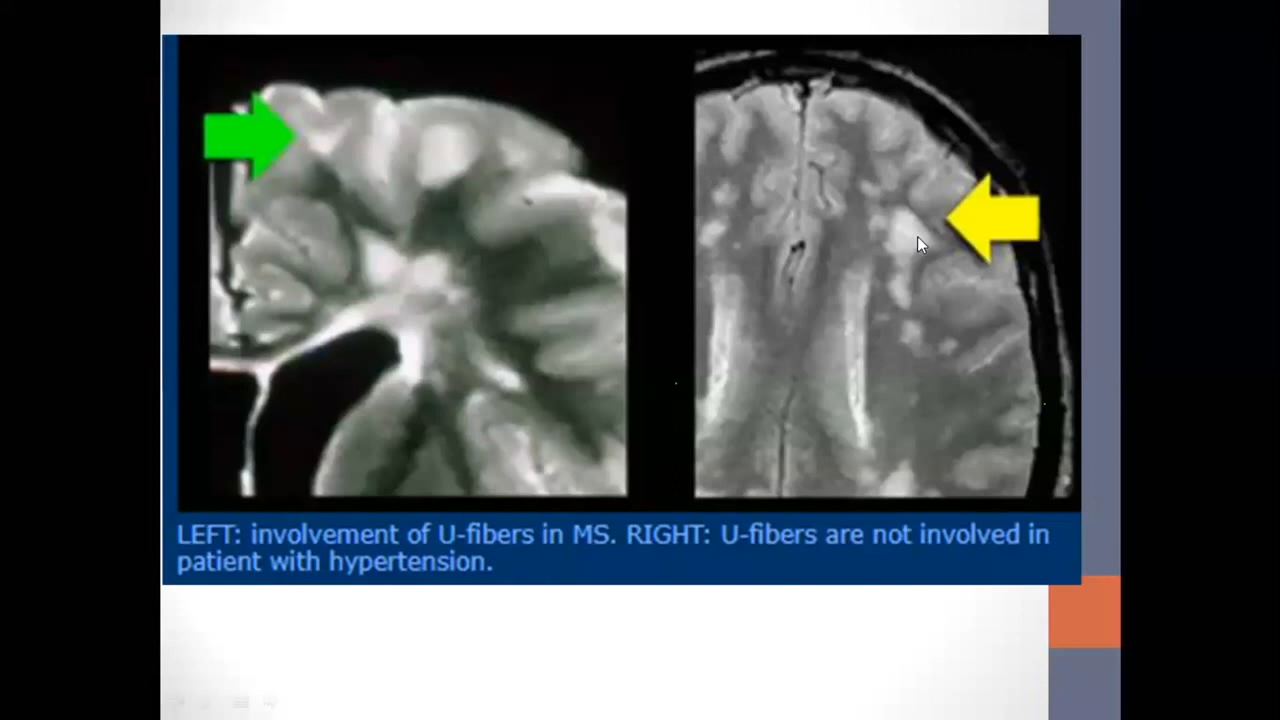 LEFT: involvement of U-fibers in MS. RIGHT: U-fibers are not involved in
patient with hypertension.